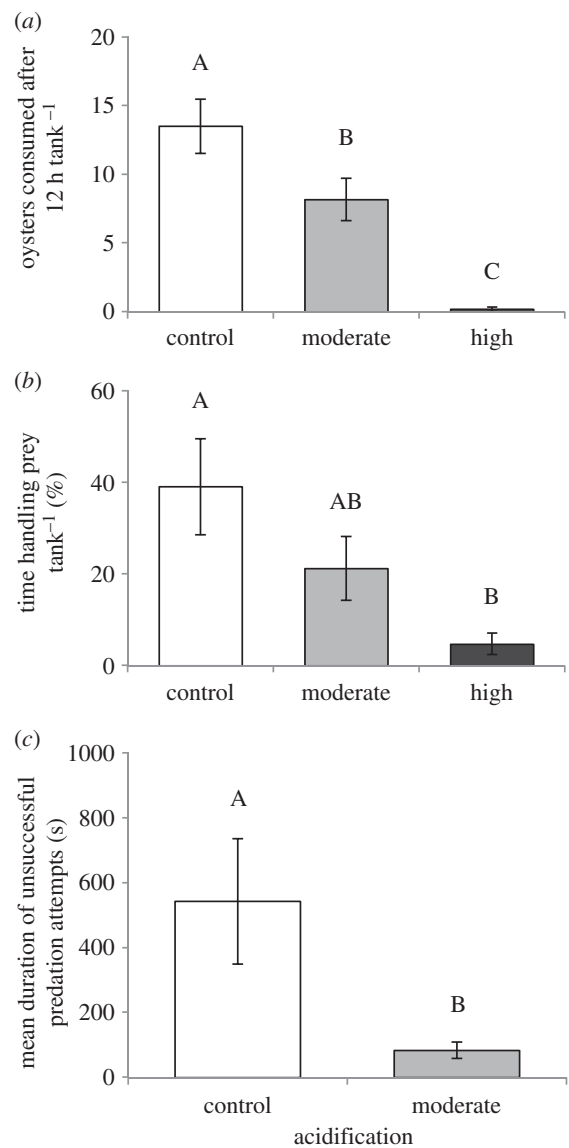 (a)
oysters consumed after
12 h tank⁻¹
20
15
10
5
0
A
B
C
control moderate high
(b)
time handling prey
tank⁻¹ (%)
60
40
20
0
A
AB
B
control moderate high
(c)
mean duration of unsuccessful
predation attempts (s)
1000
800
600
400
200
0
A
B
control moderate
acidification